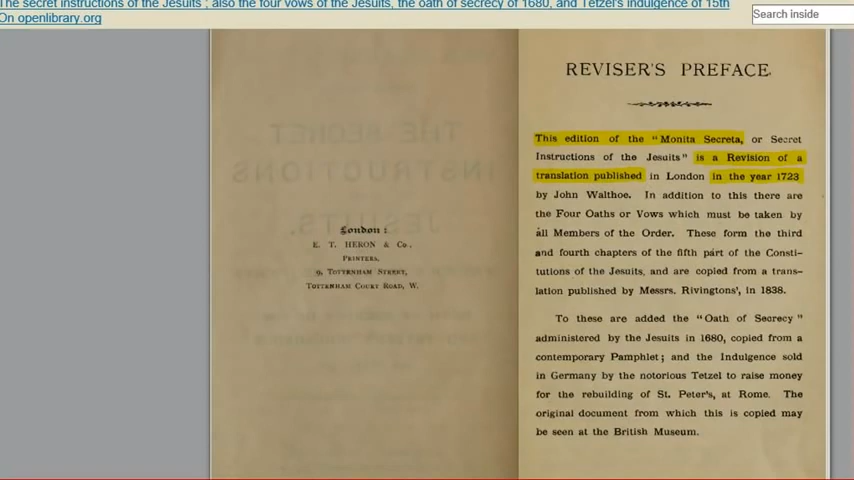 The secret instructions of the Jesuits ; also the four vows of the Jesuits, the oath of secrecy of 1680, and Tetzel's indulgence of 15th
On openlibrary.org
Search inside
London :
E. T. HERON & Co.,
PRINTERS,
9, TOTTENHAM STREET,
TOTTENHAM COURT ROAD, W.
REVISER'S PREFACE.
This edition of the "Monita Secreta, or Secret
Instructions of the Jesuits" is a Revision of a
translation published in London in the year 1723
by John Walthoe. In addition to this there are
the Four Oaths or Vows which must be taken by
all Members of the Order. These form the third
and fourth chapters of the fifth part of the Consti-
tutions of the Jesuits, and are copied from a trans-
lation published by Messrs. Rivingtons', in 1838.
To these are added the "Oath of Secrecy"
administered by the Jesuits in 1680, copied from a
contemporary Pamphlet; and the Indulgence sold
in Germany by the notorious Tetzel to raise money
for the rebuilding of St. Peter's, at Rome. The
original document from which this is copied may
be seen at the British Museum.